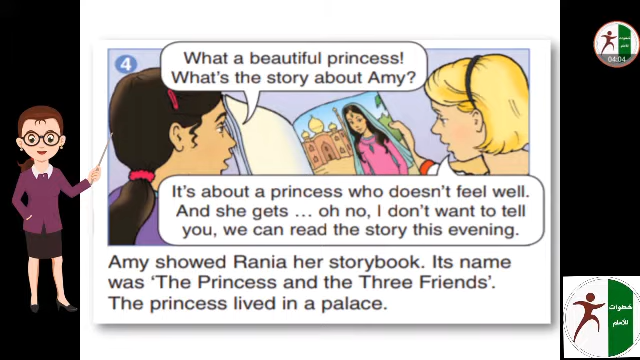 4
What a beautiful princess!
What's the story about Amy?
It's about a princess who doesn't feel well.
And she gets ... oh no, I don't want to tell
you, we can read the story this evening.
Amy showed Rania her storybook. Its name
was ‘The Princess and the Three Friends’.
The princess lived in a palace.
04:04
خطوات
للأمام